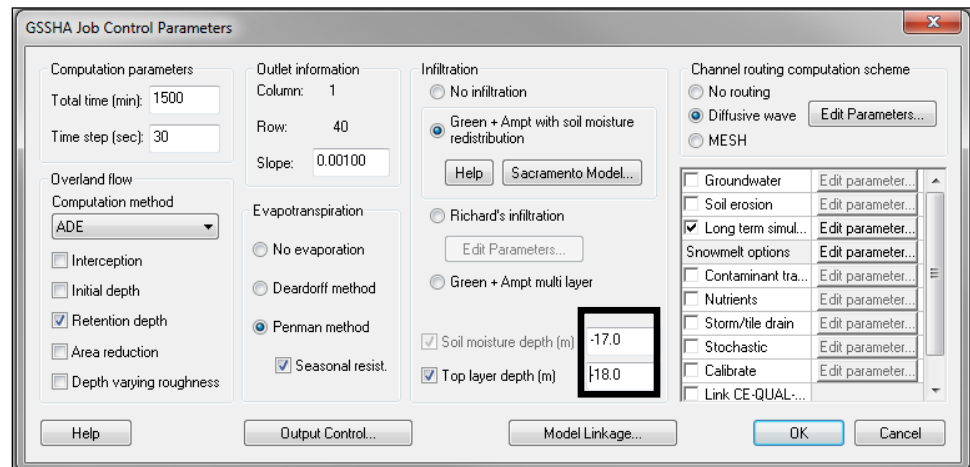 GSSHA Job Control Parameters
Computation parameters
Total time (min): 1500
Time step (sec): 30
Overland flow
Computation method
ADE
Interception
Initial depth
Retention depth
Area reduction
Depth varying roughness
Outlet information
Column: 1
Row: 40
Slope: 0.00100
Evapotranspiration
No evaporation
Deardorff method
Penman method
Seasonal resist.
Infiltration
No infiltration
Green + Ampt with soil moisture
redistribution
Help Sacramento Model...
Richard's infiltration
Edit Parameters...
Green + Ampt multi layer
Soil moisture depth (m) -17.0
Top layer depth (m) -18.0
Channel routing computation scheme
No routing
Diffusive wave Edit Parameters...
MESH
Groundwater Edit parameter...
Soil erosion Edit parameter...
Long term simul... Edit parameter...
Snowmelt options Edit parameter...
Contaminant tra... Edit parameter...
Nutrients Edit parameter...
Storm/tile drain Edit parameter...
Stochastic Edit parameter...
Calibrate Edit parameter...
Link CE-QUAL-...
Help Output Control... Model Linkage... OK Cancel